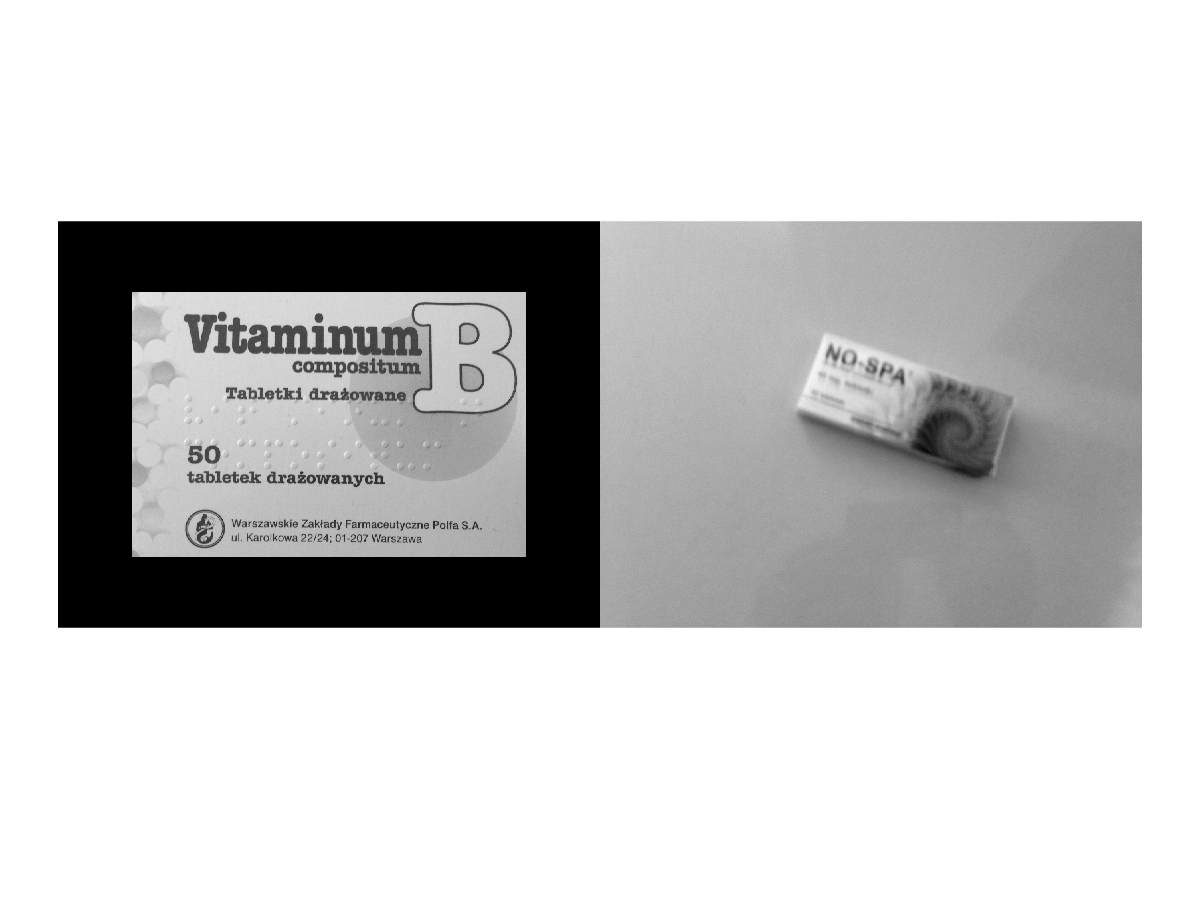 Vitaminum B
compositum
Tabletki drażowane
50
tabletek drażowanych
Warszawskie Zakłady Farmaceutyczne Polfa S.A.
ul. Karolkowa 22/24; 01-207 Warszawa
NO-SPA